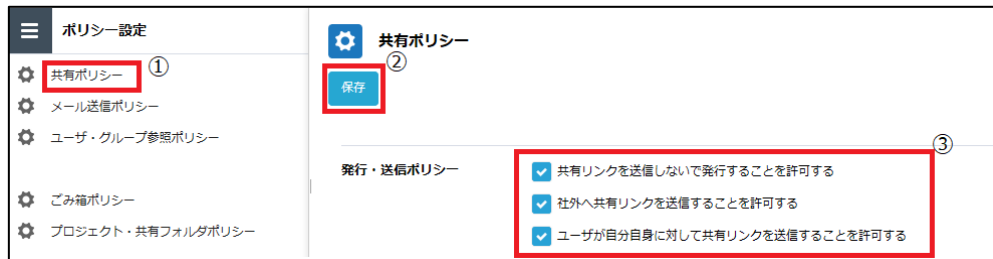 ポリシー設定
共有ポリシー ①
メール送信ポリシー
ユーザ・グループ参照ポリシー
ごみ箱ポリシー
プロジェクト・共有フォルダポリシー
共有ポリシー
②
保存
③
発行・送信ポリシー
共有リンクを送信しないで発行することを許可する
社外へ共有リンクを送信することを許可する
ユーザが自分自身に対して共有リンクを送信することを許可する